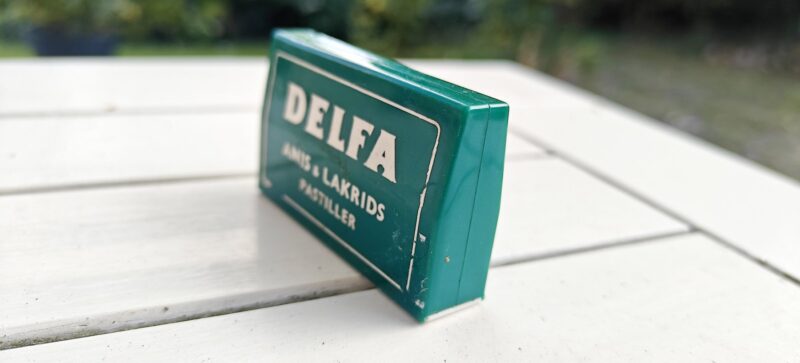 DELFA
ANIS & LAKRIDS
PASTILLER